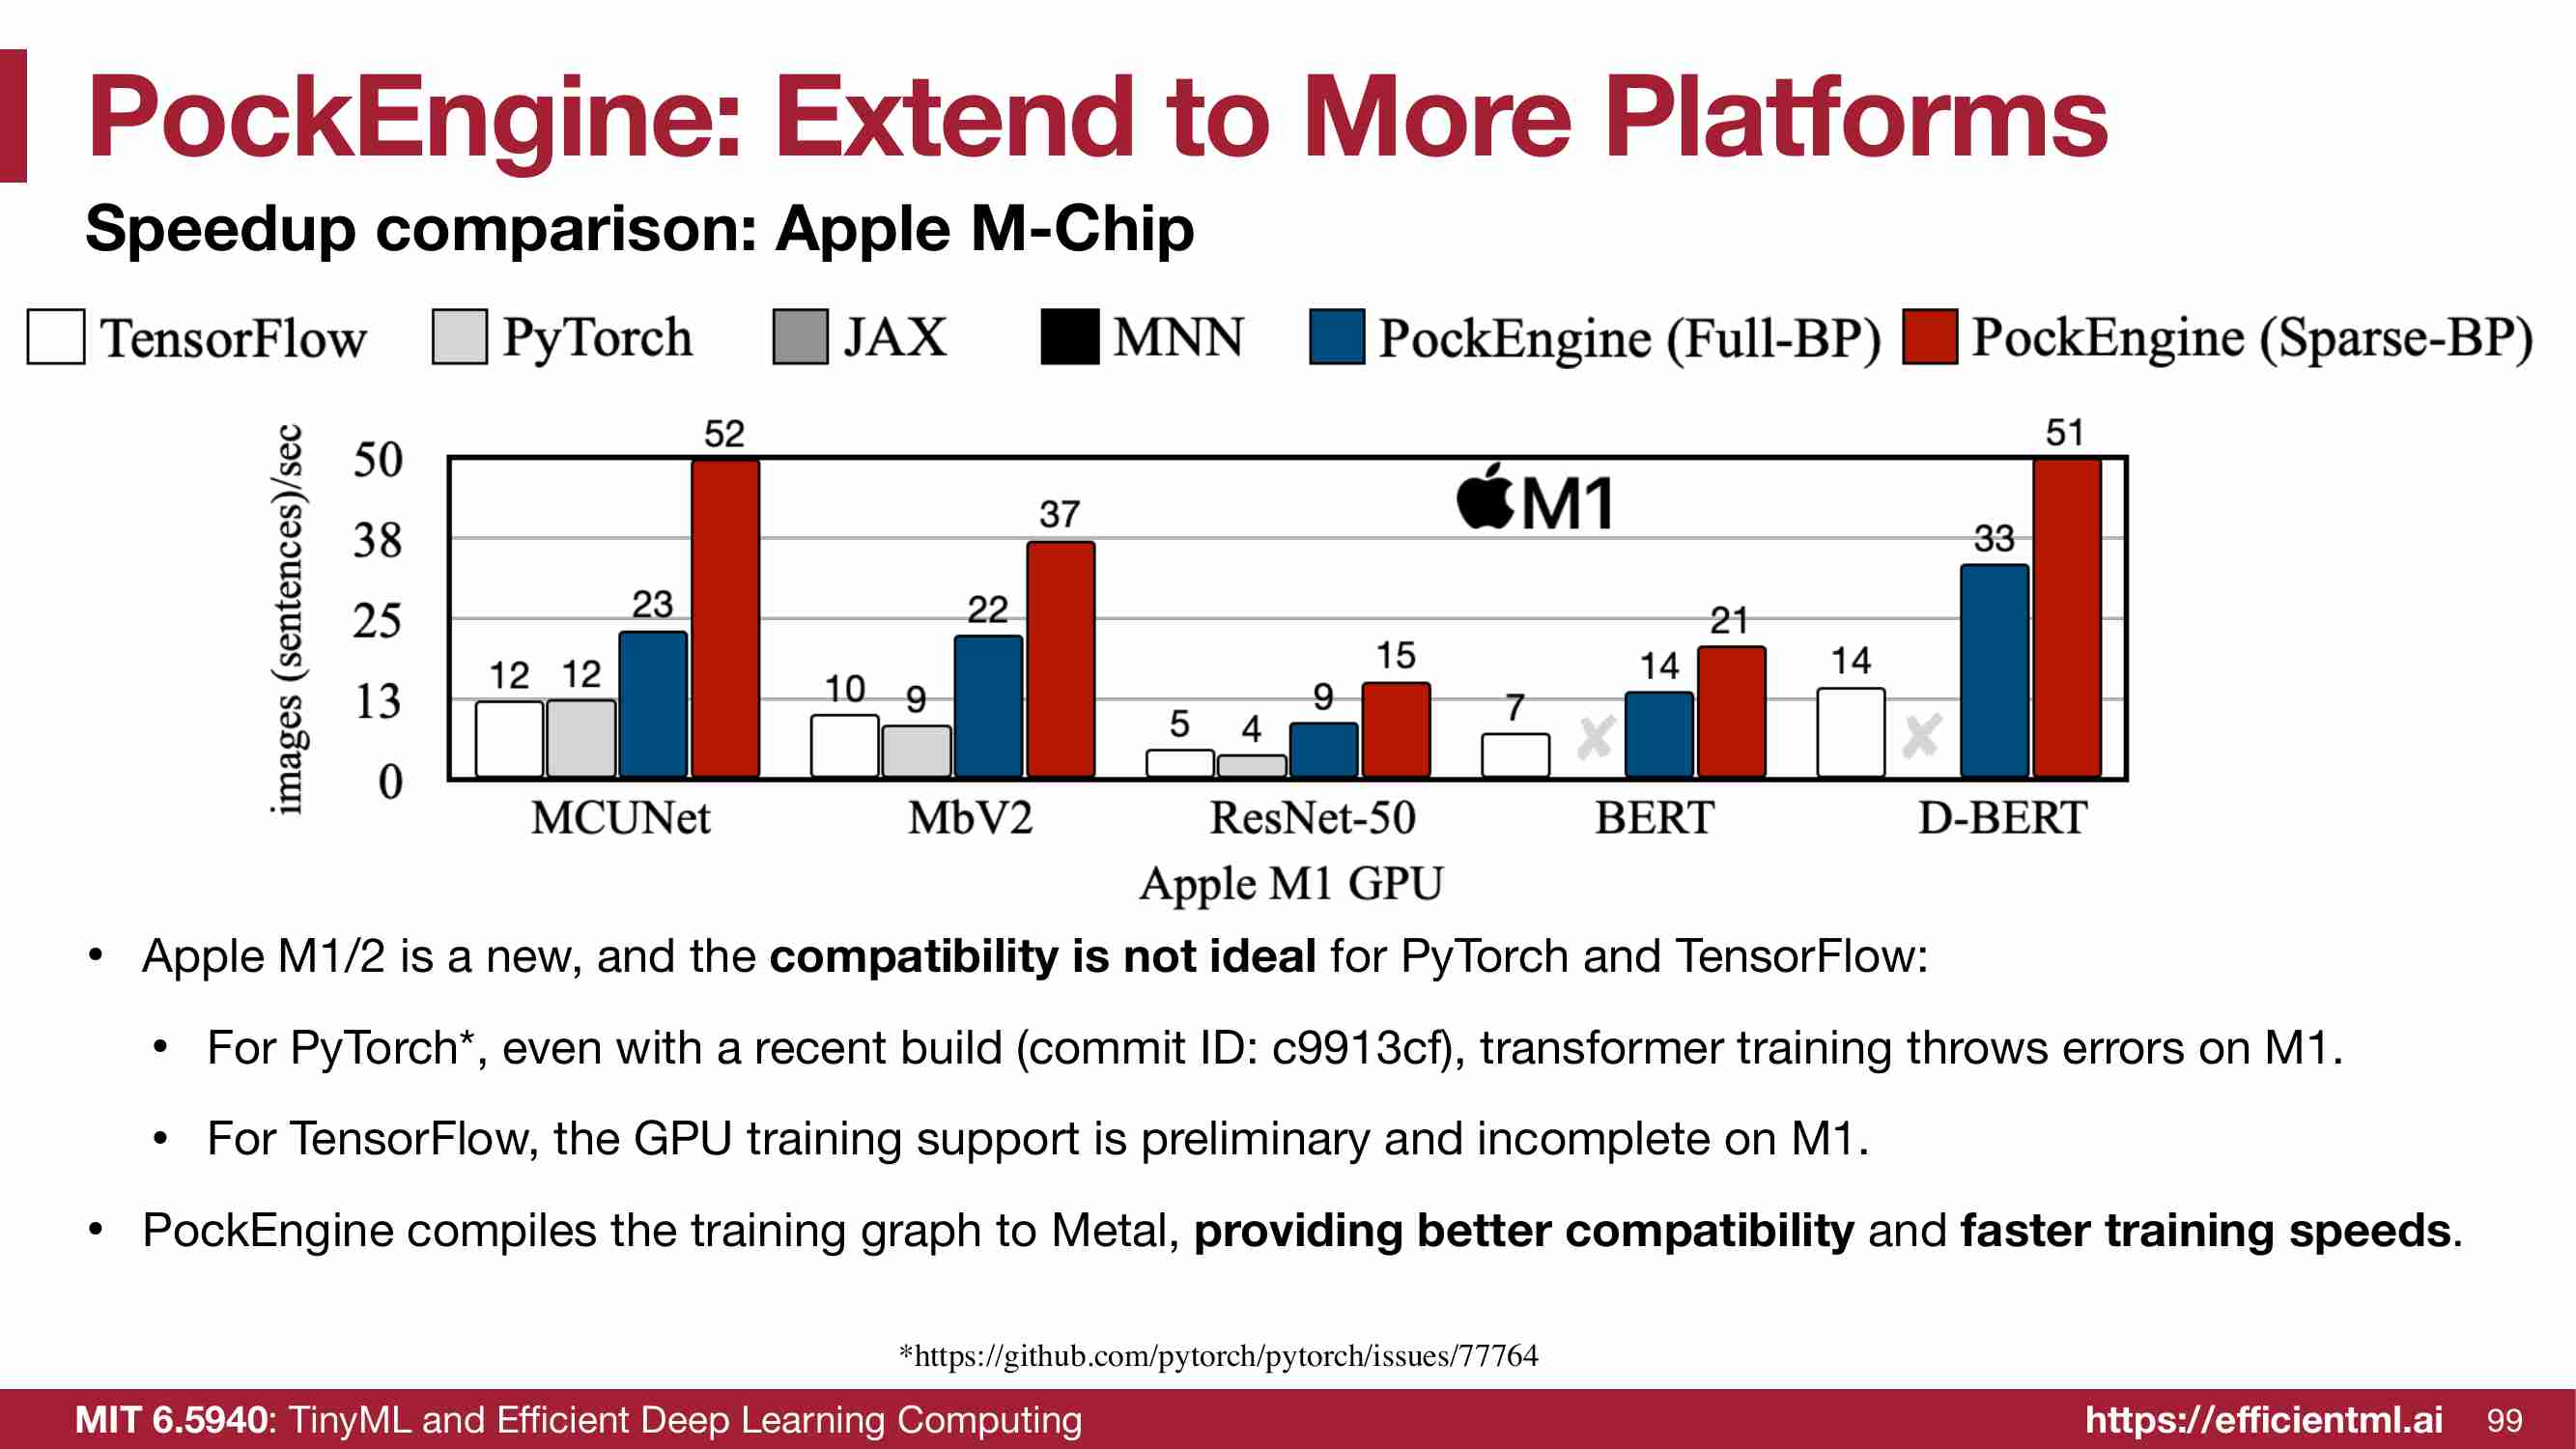 PockEngine: Extend to More Platforms
Speedup comparison: Apple M-Chip
TensorFlow PyTorch JAX MNN PockEngine (Full-BP) PockEngine (Sparse-BP)
images (sentences)/sec
50
38
25
13
0
12 12 23 52
10 9 22 37
5 4 9 15
7 ✘ 14 21
14 ✘ 33 51
M1
MCUNet MbV2 ResNet-50 BERT D-BERT
Apple M1 GPU
• Apple M1/2 is a new, and the compatibility is not ideal for PyTorch and TensorFlow:
• For PyTorch*, even with a recent build (commit ID: c9913cf), transformer training throws errors on M1.
• For TensorFlow, the GPU training support is preliminary and incomplete on M1.
• PockEngine compiles the training graph to Metal, providing better compatibility and faster training speeds.
*https://github.com/pytorch/pytorch/issues/77764
MIT 6.5940: TinyML and Efficient Deep Learning Computing https://efficientml.ai 99